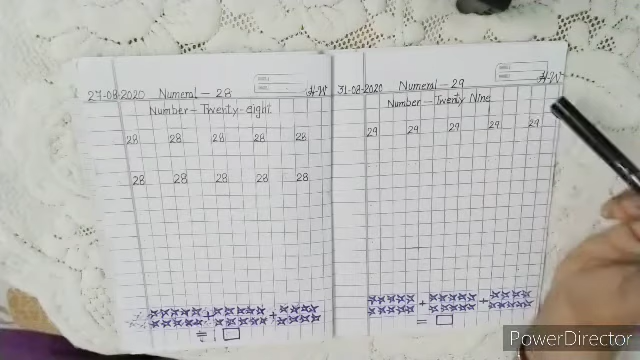 27-08-2020 Numeral - 28 H.W
Number - Twenty-eight
28 28 28 28 28
28 28 28 28 28
+ +
=
31-08-2020 Numeral - 29 H.W
Number - Twenty Nine
29 29 29 29 29
+ +
=
PowerDirector